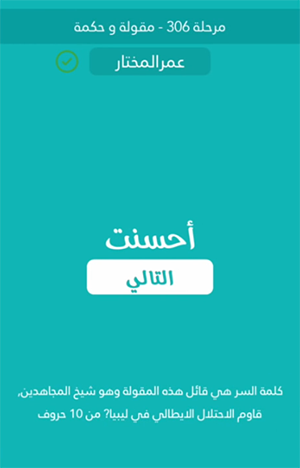 مرحلة 306 - مقولة و حكمة
عمرالمختار
أحسنت
التالي
كلمة السر هي قائل هذه المقولة وهو شيخ المجاهدين,
قاوم الاحتلال الايطالي في ليبيا? من 10 حروف